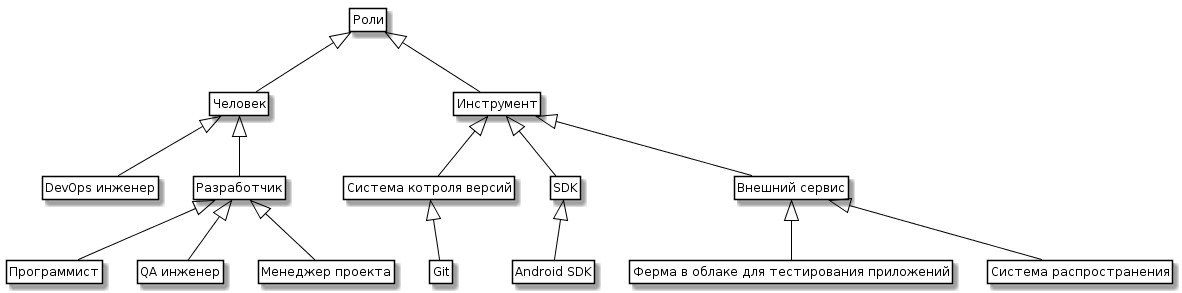 Роли
Человек
Инструмент
DevOps инженер
Разработчик
Система котроля версий
SDK
Внешний сервис
Программист
QA инженер
Менеджер проекта
Git
Android SDK
Ферма в облаке для тестирования приложений
Система распространения